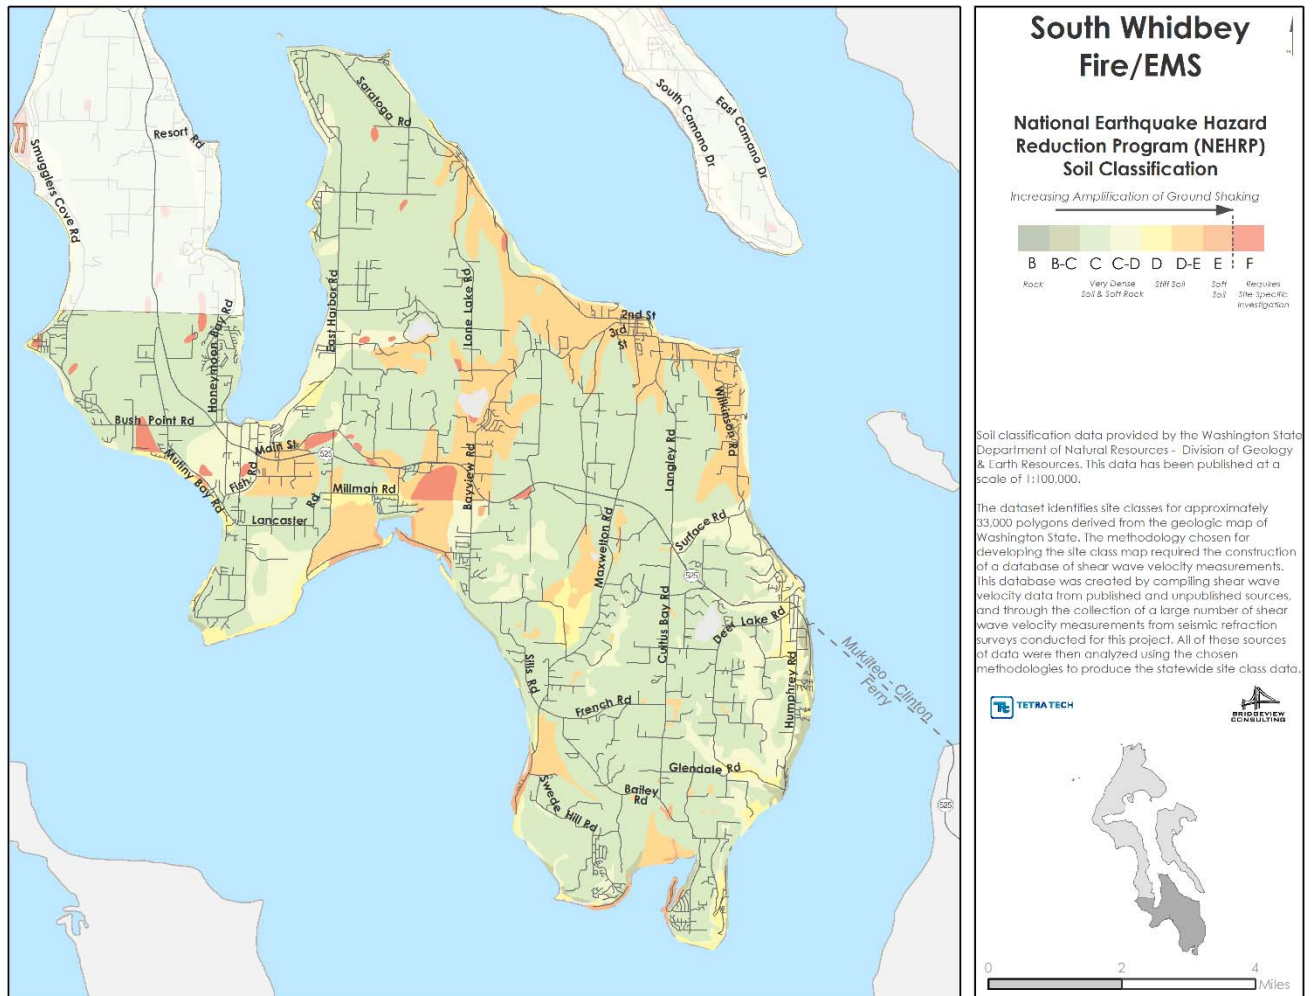 South Whidbey
Fire/EMS
National Earthquake Hazard
Reduction Program (NEHRP)
Soil Classification
Increasing Amplification of Ground Shaking
B B-C C C-D D D-E E F
Rock
Very Dense
Soil & Soft Rock
Stiff Soil
Soft
Soil
Requires
Site-Specific
Investigation
Soil classification data provided by the Washington State
Department of Natural Resources - Division of Geology
& Earth Resources. This data has been published at a
scale of 1:100,000.
The dataset identifies site classes for approximately
33,000 polygons derived from the geologic map of
Washington State. The methodology chosen for
developing the site class map required the construction
of a database of shear wave velocity measurements.
This database was created by compiling shear wave
velocity data from published and unpublished sources,
and through the collection of a large number of shear
wave velocity measurements from seismic refraction
surveys conducted for this project. All of these sources
of data were then analyzed using the chosen
methodologies to produce the statewide site class data.
TETRA TECH
BRIDGEVIEW
CONSULTING
0 2 4
Miles
Saratoga Rd
South Camano Dr
East Camano Dr
Resort Rd
Smugglers Cove Rd
East Harbor Rd
Lone Lake Rd
Honeymoon Bay Rd
2nd St
3rd
St
Wilkinson Rd
Bush Point Rd
Main St
525
Langley Rd
Mutiny Bay Rd
Fish Rd
Bayview Rd
Millman Rd
Lancaster
Rd
Maxwelton Rd
Surface Rd
525
Deer Lake Rd
Cultus Bay Rd
Mukilteo - Clinton
Ferry
Sills Rd
Humphrey Rd
French Rd
Glendale Rd
Bailey
Rd
Swede Hill Rd
525